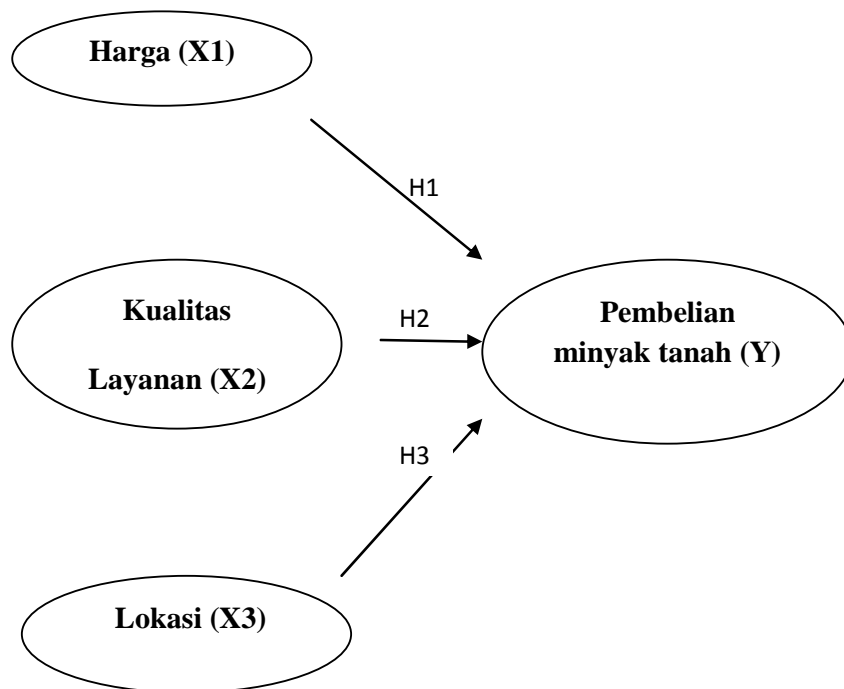 Harga (X1)
H1
Kualitas
Layanan (X2)
H2
Pembelian
minyak tanah (Y)
H3
Lokasi (X3)